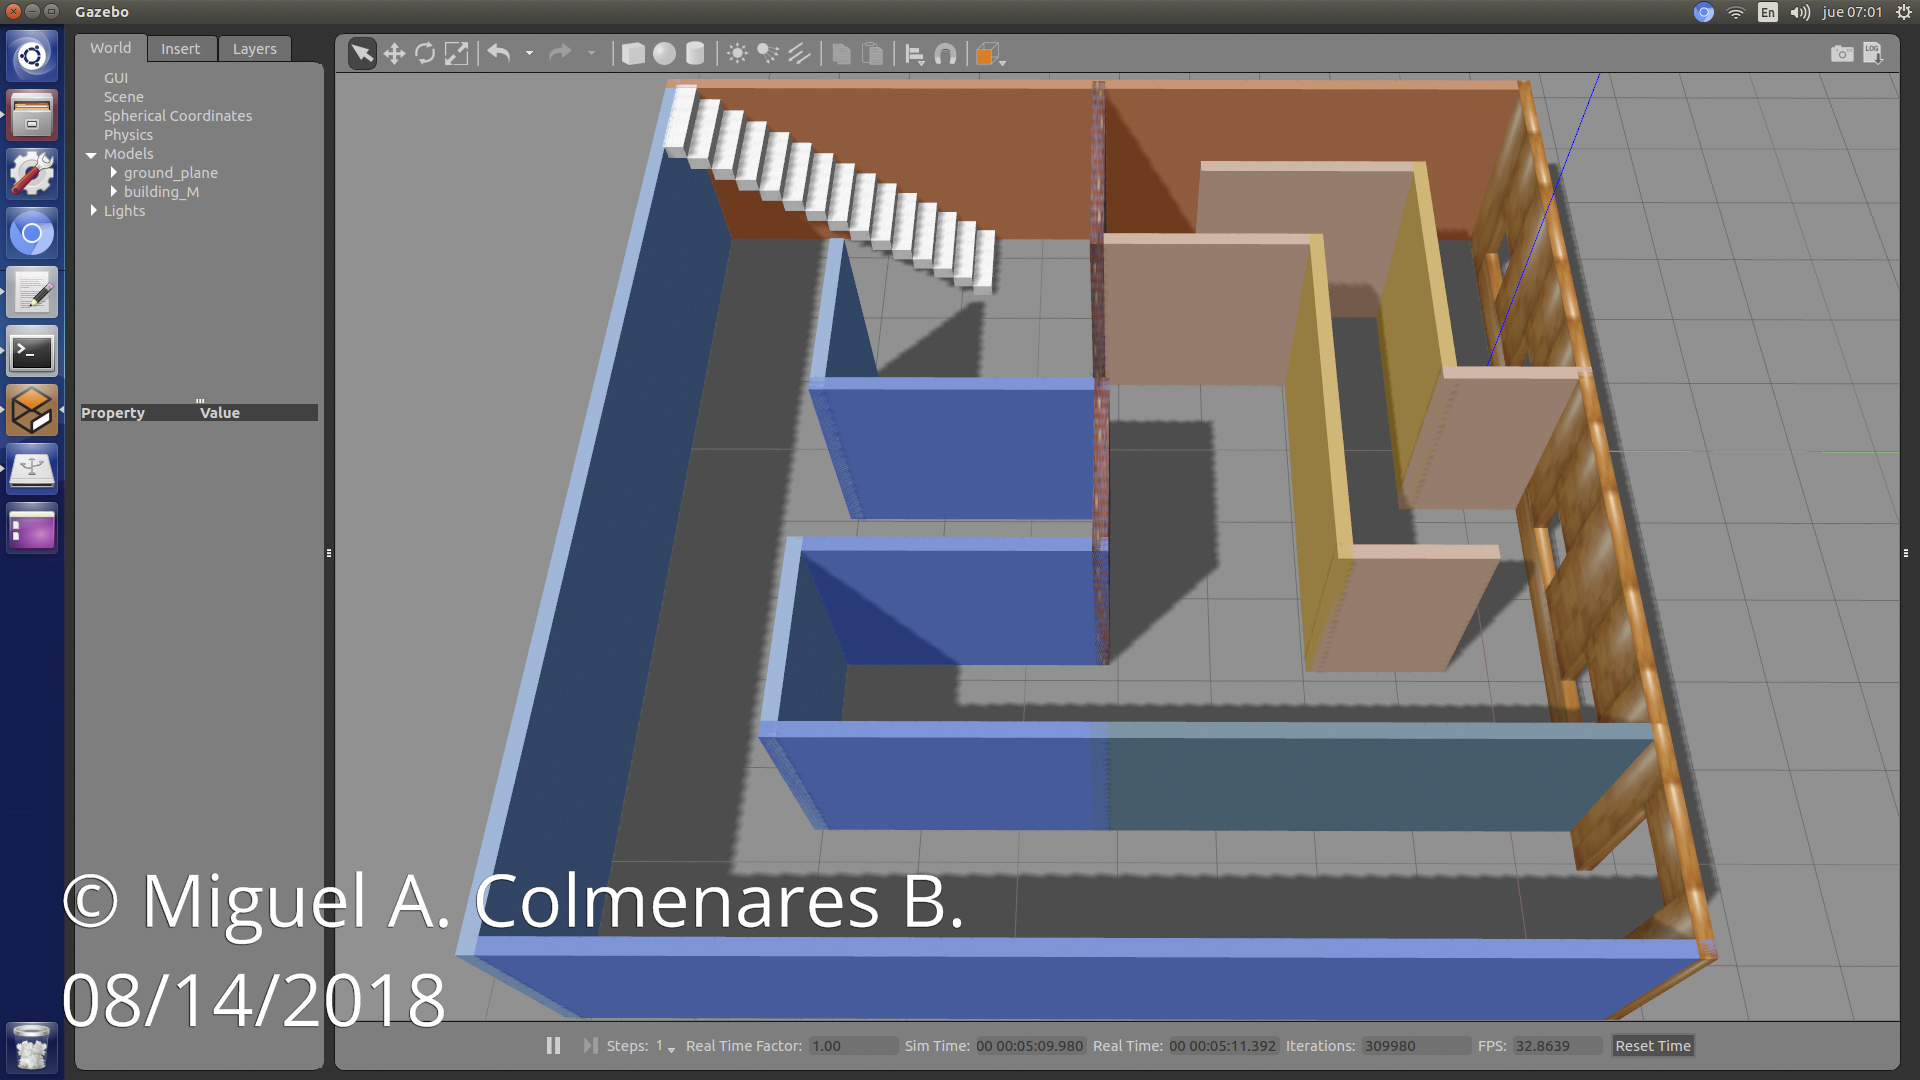 Gazebo
En
jue 07:01
World
Insert
Layers
LOG
GUI
Scene
Spherical Coordinates
Physics
Models
ground_plane
building_M
Lights
Property Value
© Miguel A. Colmenares B.
08/14/2018
Steps: 1 Real Time Factor: 1.00 Sim Time: 00 00:05:09.980 Real Time: 00 00:05:11.392 Iterations: 309980 FPS: 32.8639 Reset Time